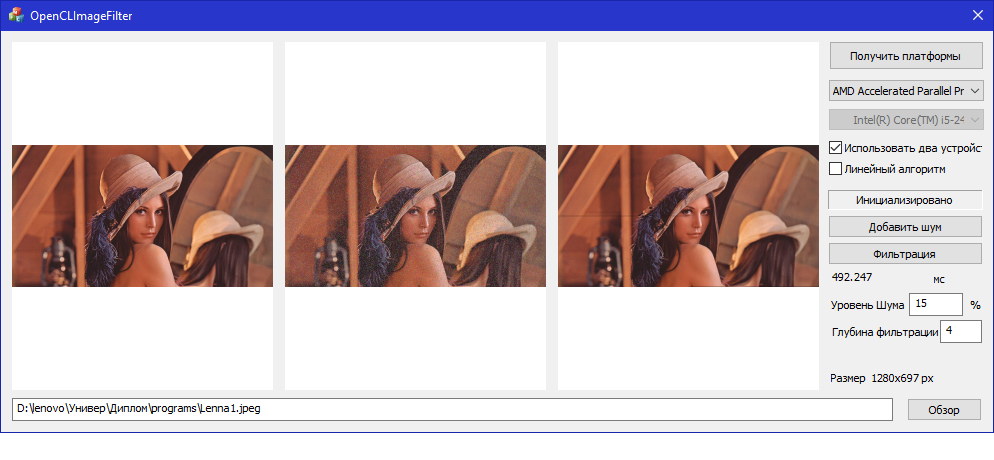 OpenCLImageFilter
Получить платформы
AMD Accelerated Parallel Pr
Intel(R) Core(TM) i5-24
Использовать два устройст
Линейный алгоритм
Инициализировано
Добавить шум
Фильтрация
492.247 мс
Уровень Шума 15 %
Глубина фильтрации 4
Размер 1280x697 px
D:\lenovo\Универ\Диплом\programs\Lenna1.jpeg
Обзор